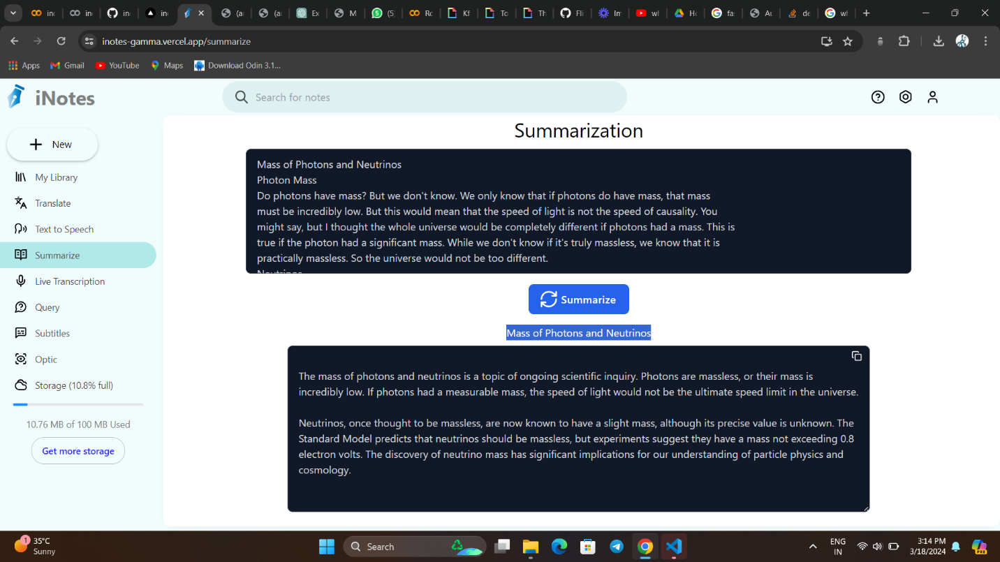 inc
inc
inc
inc
(a
(a
Ex
M
(5
Ro
Kf
To
Th
Fli
Im
wl
Ho
fa
Au
de
wl
inotes-gamma.vercel.app/summarize
Apps
Gmail
YouTube
Maps
Download Odin 3.1...
iNotes
Search for notes
New
My Library
Translate
Text to Speech
Summarize
Live Transcription
Query
Subtitles
Optic
Storage (10.8% full)
10.76 MB of 100 MB Used
Get more storage
Summarization
Mass of Photons and Neutrinos
Photon Mass
Do photons have mass? But we don't know. We only know that if photons do have mass, that mass
must be incredibly low. But this would mean that the speed of light is not the speed of causality. You
might say, but I thought the whole universe would be completely different if photons had a mass. This is
true if the photon had a significant mass. While we don't know if it's truly massless, we know that it is
practically massless. So the universe would not be too different.
Neutrinos
Summarize
Mass of Photons and Neutrinos
The mass of photons and neutrinos is a topic of ongoing scientific inquiry. Photons are massless, or their mass is
incredibly low. If photons had a measurable mass, the speed of light would not be the ultimate speed limit in the universe.
Neutrinos, once thought to be massless, are now known to have a slight mass, although its precise value is unknown. The
Standard Model predicts that neutrinos should be massless, but experiments suggest they have a mass not exceeding 0.8
electron volts. The discovery of neutrino mass has significant implications for our understanding of particle physics and
cosmology.
1
35°C
Sunny
Search
ENG
IN
3:14 PM
3/18/2024
PRE